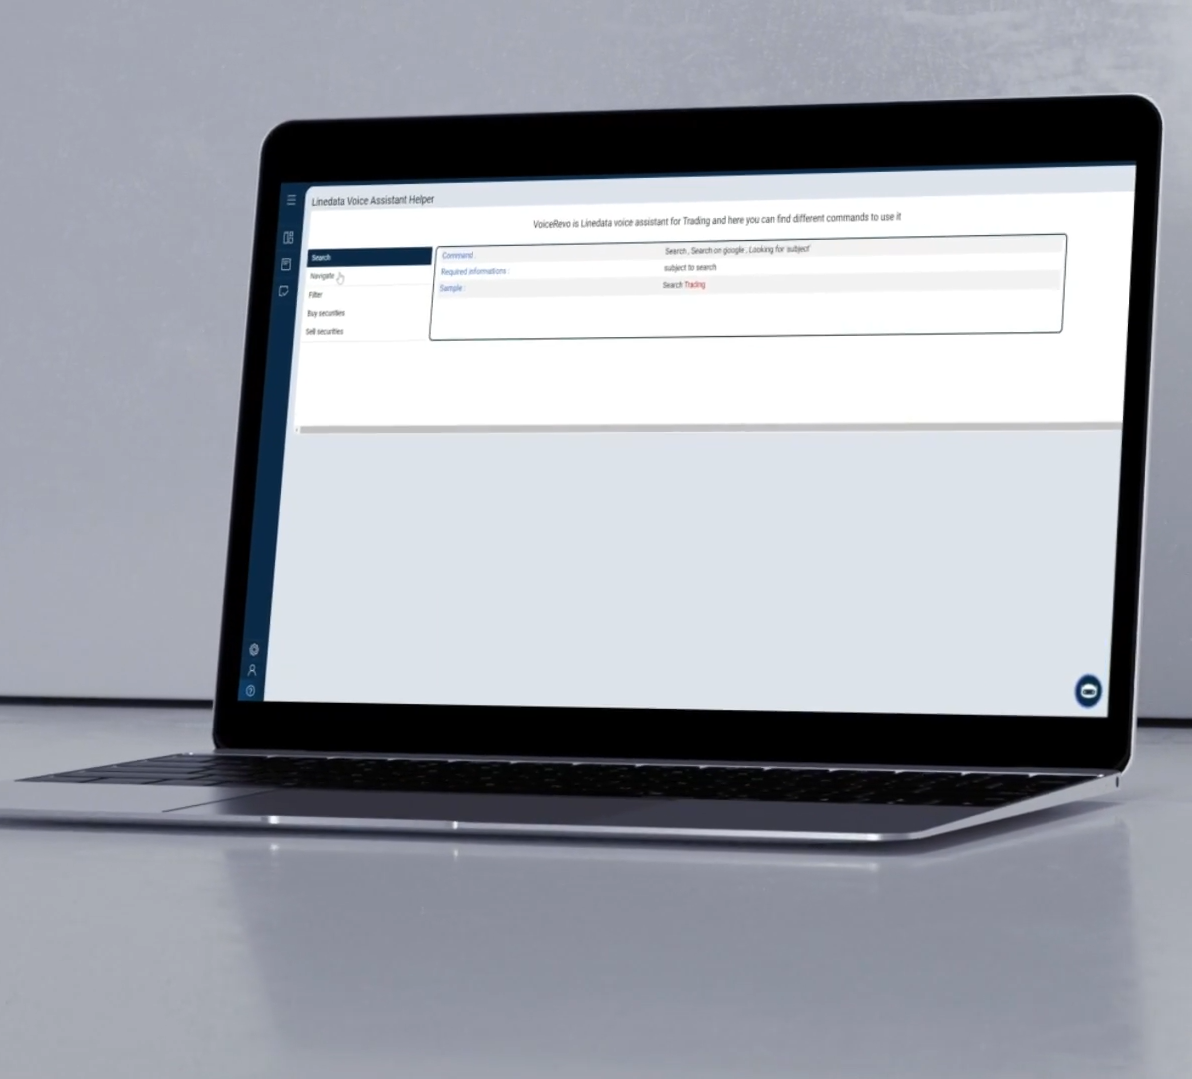 Linedata Voice Assistant Helper
VoiceRevo is Linedata voice assistant for Trading and here you can find different commands to use it
Search
Navigate
Filter
Buy securities
Sell securities
Command : Search , Search on google , Looking for 'subject'
Required informations : subject to search
Sample : Search Trading